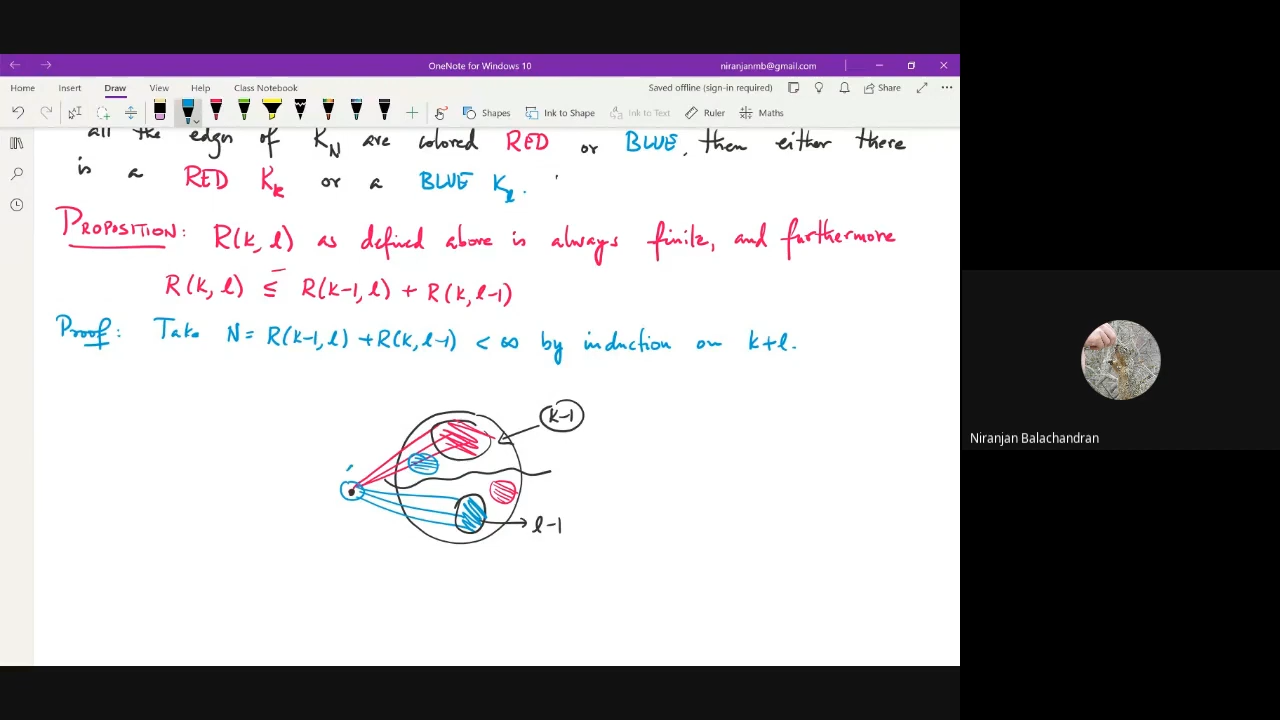 OneNote for Windows 10
niranjanmb@gmail.com
Home Insert Draw View Help Class Notebook
Saved offline (sign-in required) Share
Shapes Ink to Shape Ink to Text Ruler Maths
all the edges of K_N are colored RED or BLUE, then either there
is a RED K_k or a BLUE K_l.
PROPOSITION: R(k, l) as defined above is always finite, and furthermore
R(k, l) ≤ R(k-1, l) + R(k, l-1)
Proof: Take N = R(k-1, l) + R(k, l-1) < ∞ by induction on k+l.
k-1
l-1
Niranjan Balachandran